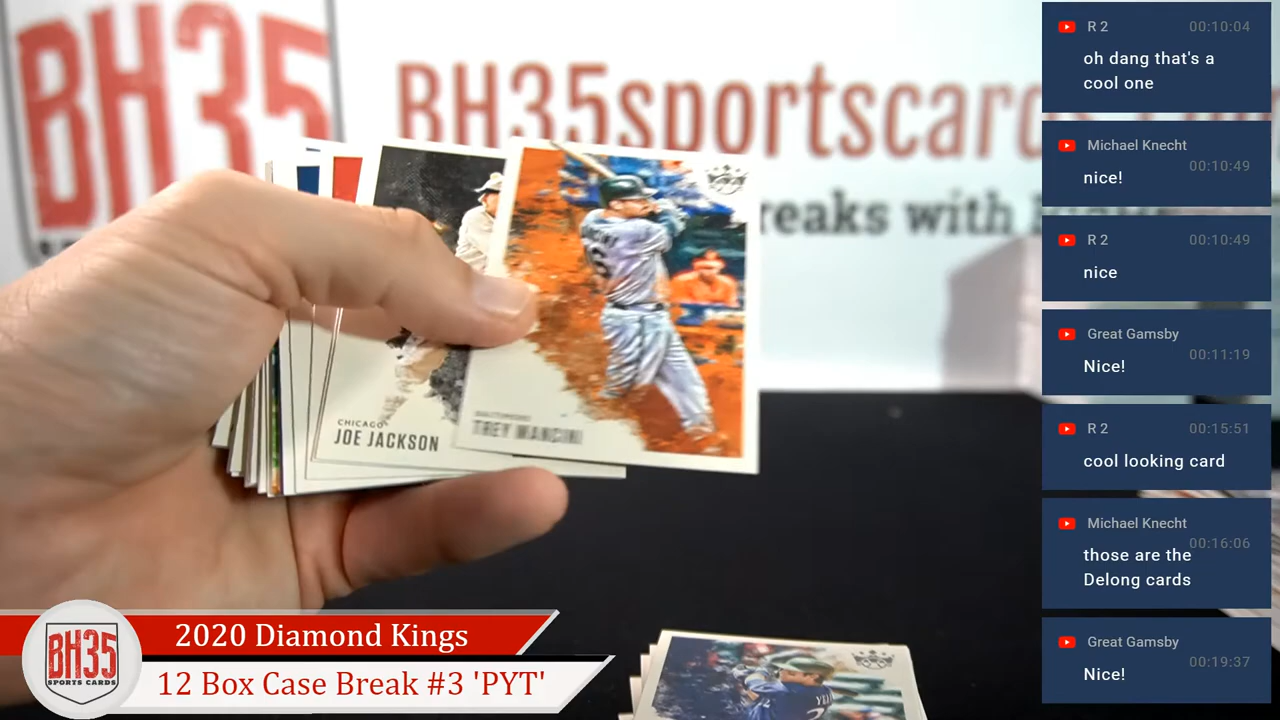 BH35
BH35sportscar
reaks with
CHICAGO
JOE JACKSON
BALTIMORE
TREY MANCINI
6
2020 Diamond Kings
12 Box Case Break #3 'PYT'
BH35
SPORTS CARDS
R 2 00:10:04
oh dang that's a
cool one
Michael Knecht
00:10:49
nice!
R 2 00:10:49
nice
Great Gamsby
00:11:19
Nice!
R 2 00:15:51
cool looking card
Michael Knecht
00:16:06
those are the
Delong cards
Great Gamsby
00:19:37
Nice!